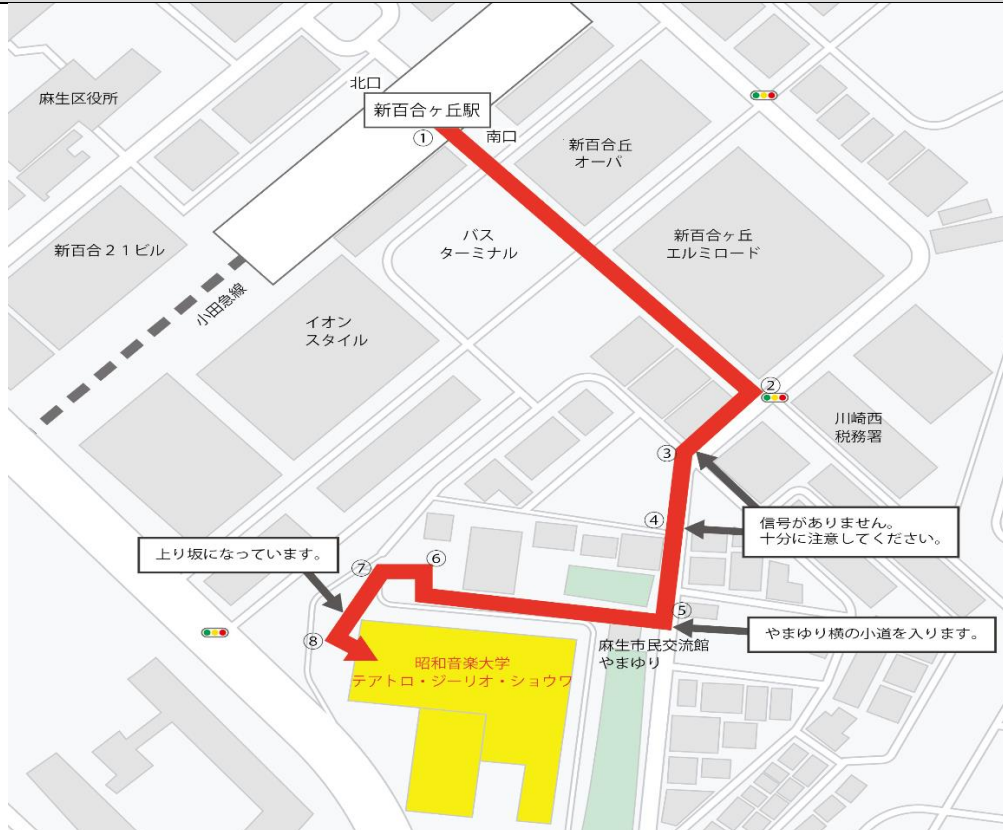 北口
麻生区役所
新百合ヶ丘駅
①
南口
新百合丘
オーパ
新百合２１ビル
バス
ターミナル
新百合ヶ丘
エルミロード
小田急線
イオン
スタイル
②
川崎西
税務署
③
④
信号がありません。
十分に注意してください。
上り坂になっています。
⑦
⑥
⑤
⑧
やまゆり横の小道を入ります。
麻生市民交流館
やまゆり
昭和音楽大学
テアトロ・ジーリオ・ショウワ